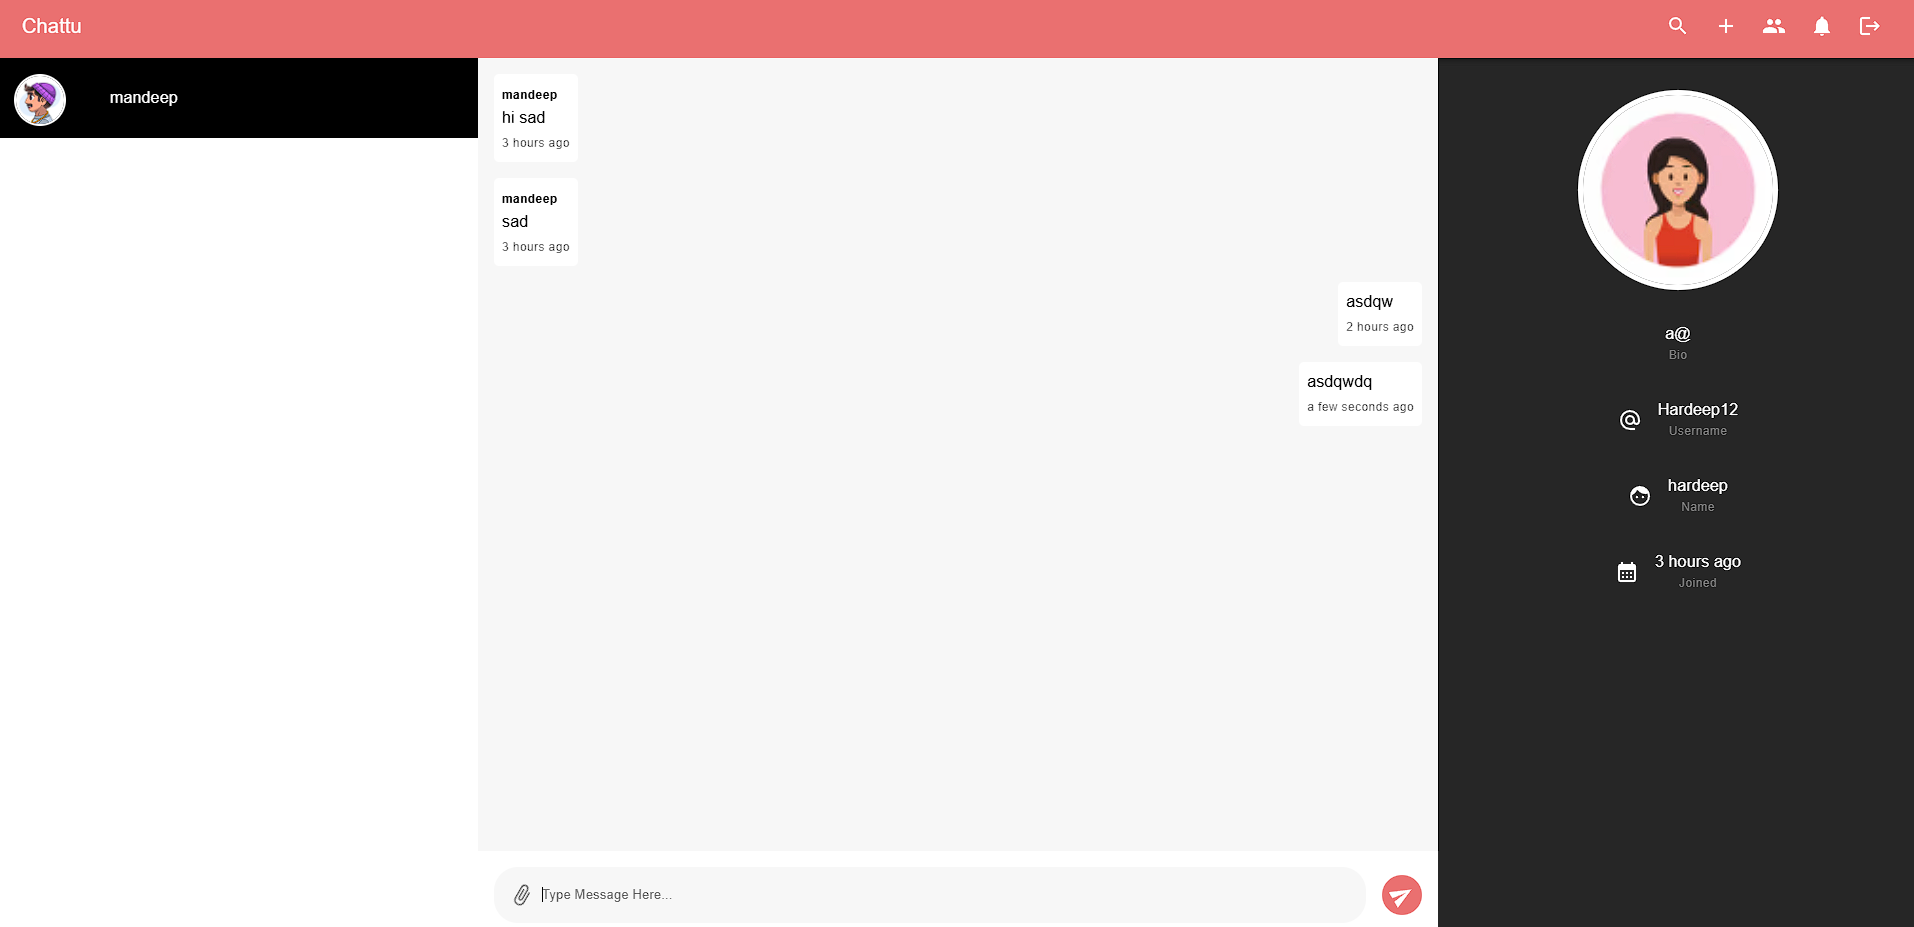 Chattu
mandeep
mandeep
hi sad
3 hours ago
mandeep
sad
3 hours ago
asdqw
2 hours ago
asdqwdq
a few seconds ago
Type Message Here...
a@
Bio
Hardeep12
Username
hardeep
Name
3 hours ago
Joined